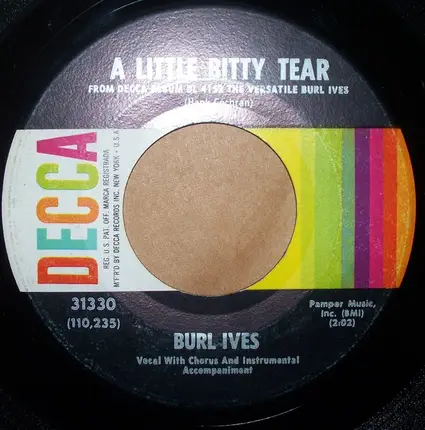 A LITTLE BITTY TEAR
FROM DECCA ALBUM DL 4152 THE VERSATILE BURL IVES
(Hank Cochran)
DECCA
REG. U.S. PAT. OFF. MARCA REGISTRADA
M'F'R'D BY DECCA RECORDS INC. NEW YORK • U.S.A.
31330
(110,235)
Pamper Music,
Inc. (BMI)
(2:02)
BURL IVES
Vocal With Chorus And Instrumental
Accompaniment